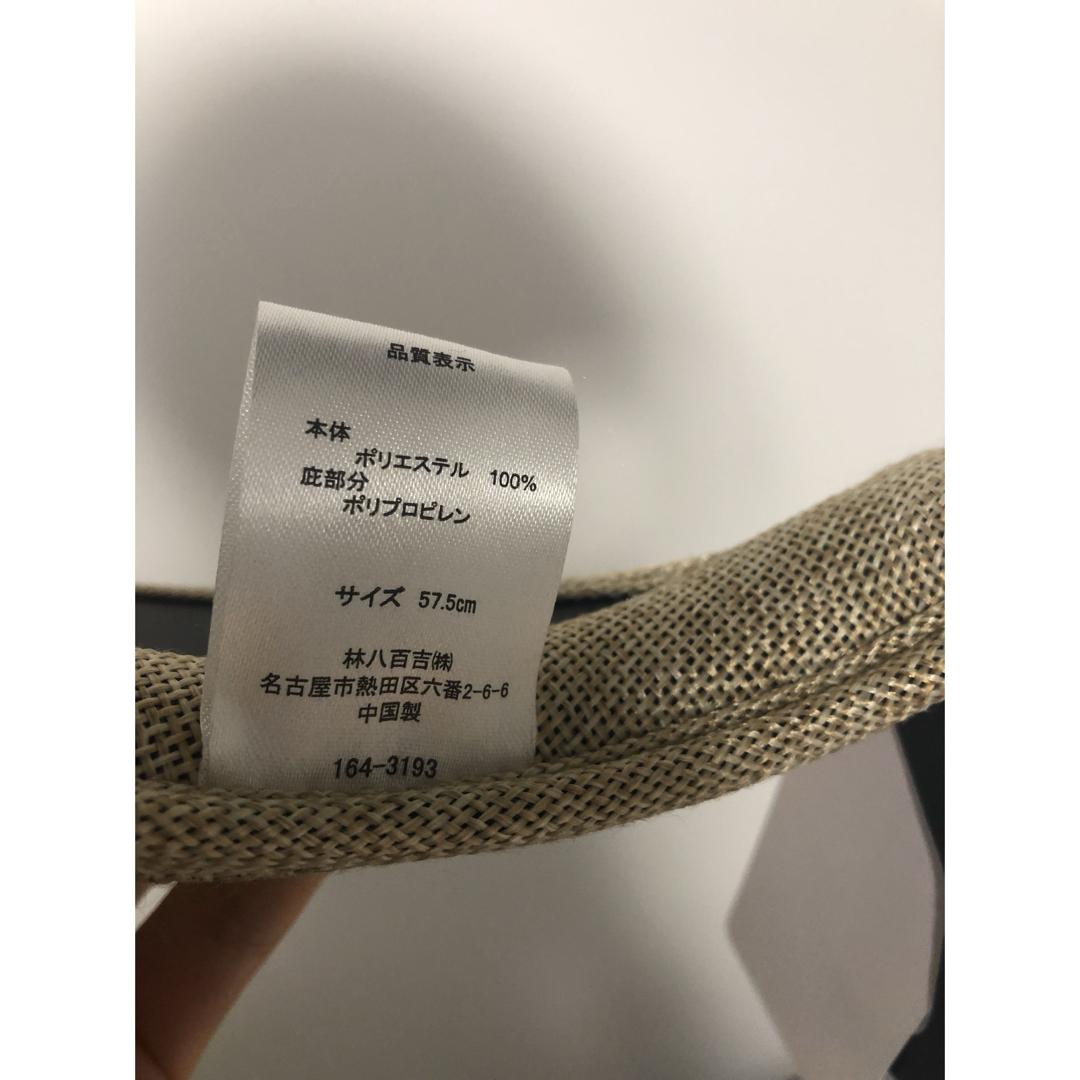 品質表示
本体
ポリエステル 100%
庇部分
ポリプロピレン
サイズ 57.5cm
林八百吉㈱
名古屋市熱田区六番2-6-6
中国製
164-3193